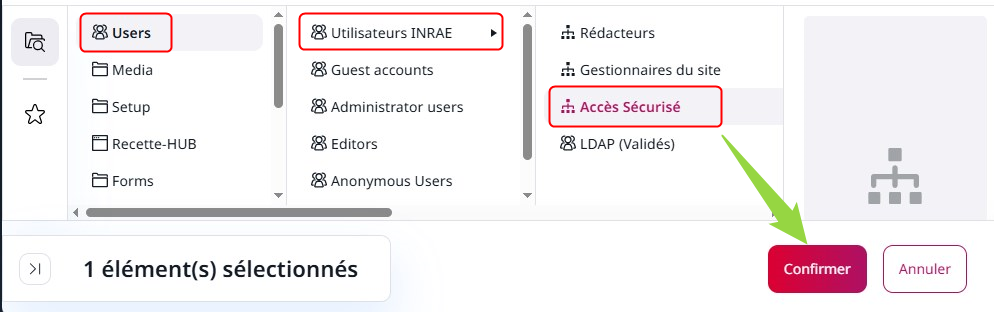 Users
Media
Setup
Recette-HUB
Forms
Utilisateurs INRAE
Guest accounts
Administrator users
Editors
Anonymous Users
Rédacteurs
Gestionnaires du site
Accès Sécurisé
LDAP (Validés)
1 élément(s) sélectionnés
Confirmer
Annuler